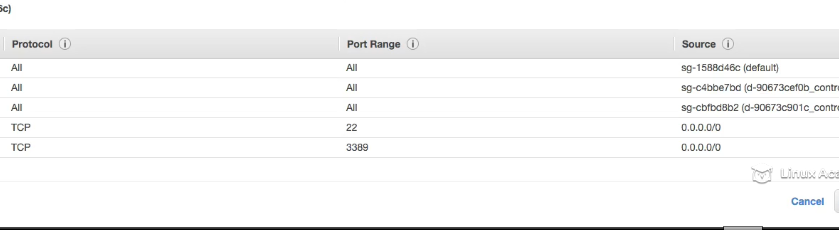 5c)
Protocol Port Range Source
All All sg-1588d46c (default)
All All sg-c4bbe7bd (d-90673cef0b_contro
All All sg-cbfbd8b2 (d-90673c901c_contro
TCP 22 0.0.0.0/0
TCP 3389 0.0.0.0/0
Linux Aca
Cancel